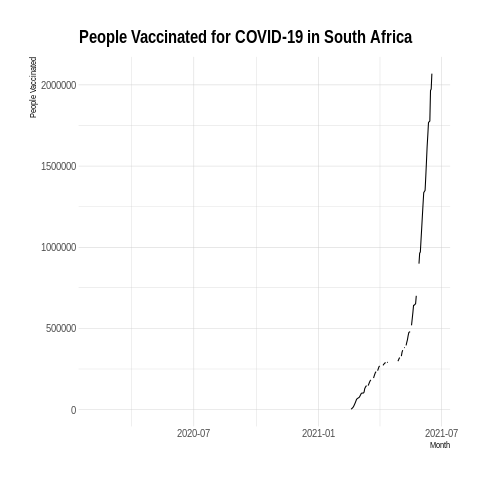 People Vaccinated for COVID-19 in South Africa
People Vaccinated
2000000
1500000
1000000
500000
0
2020-07
2021-01
2021-07
Month